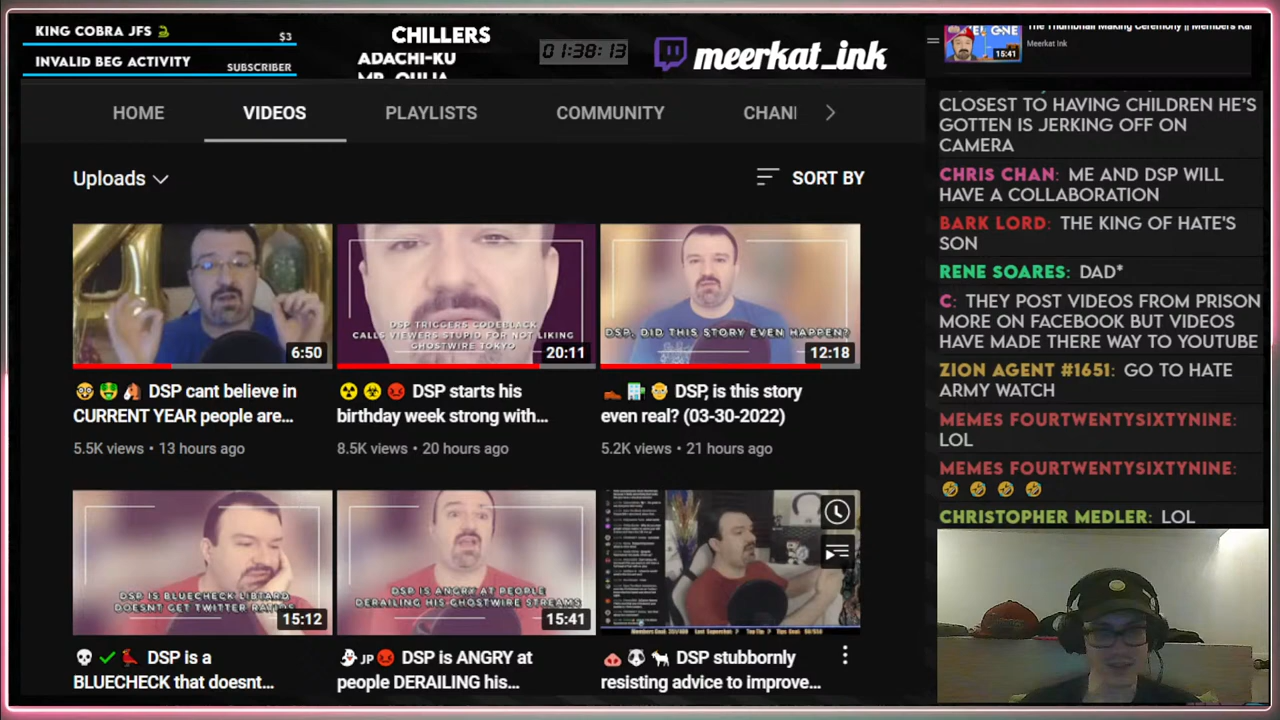 KING COBRA JFS 🐍
$3
INVALID BEG ACTIVITY
SUBSCRIBER
CHILLERS
ADACHI-KU
MR. OUIJA
01:38:13
meerkat_ink
The Thumbnail Making Ceremony || Members
Meerkat Ink
15:41
HOME
VIDEOS
PLAYLISTS
COMMUNITY
CHAN
Uploads
SORT BY
6:50
DSP TRIGGERS CODEBLACK
CALLS VIEWERS STUPID FOR NOT LIKING
GHOSTWIRE TOKYO
20:11
DSP, DID THIS STORY EVEN HAPPEN?
12:18
🤓 🤑 🐴 DSP cant believe in
CURRENT YEAR people are...
5.5K views • 13 hours ago
☢️ ☣️ 😡 DSP starts his
birthday week strong with...
8.5K views • 20 hours ago
DSP, is this story
even real? (03-30-2022)
5.2K views • 21 hours ago
DSP IS BLUECHECK LIBTARD
DOESNT GET TWITTER RATIOS
15:12
DSP IS ANGRY AT PEOPLE
DERAILING HIS GHOSTWIRE STREAMS
15:41
💀 ✔️ 🐦 DSP is a
BLUECHECK that doesnt...
👻 JP 😡 DSP is ANGRY at
people DERAILING his...
🐽 🐼 🐐 DSP stubbornly
resisting advice to improve...
CLOSEST TO HAVING CHILDREN HE'S
GOTTEN IS JERKING OFF ON
CAMERA
CHRIS CHAN: ME AND DSP WILL
HAVE A COLLABORATION
BARK LORD: THE KING OF HATE'S
SON
RENE SOARES: DAD*
C: THEY POST VIDEOS FROM PRISON
MORE ON FACEBOOK BUT VIDEOS
HAVE MADE THERE WAY TO YOUTUBE
ZION AGENT #1651: GO TO HATE
ARMY WATCH
MEMES FOURTWENTYSIXTYNINE:
LOL
MEMES FOURTWENTYSIXTYNINE:
🤣 🤣 🤣 🤣
CHRISTOPHER MEDLER: LOL